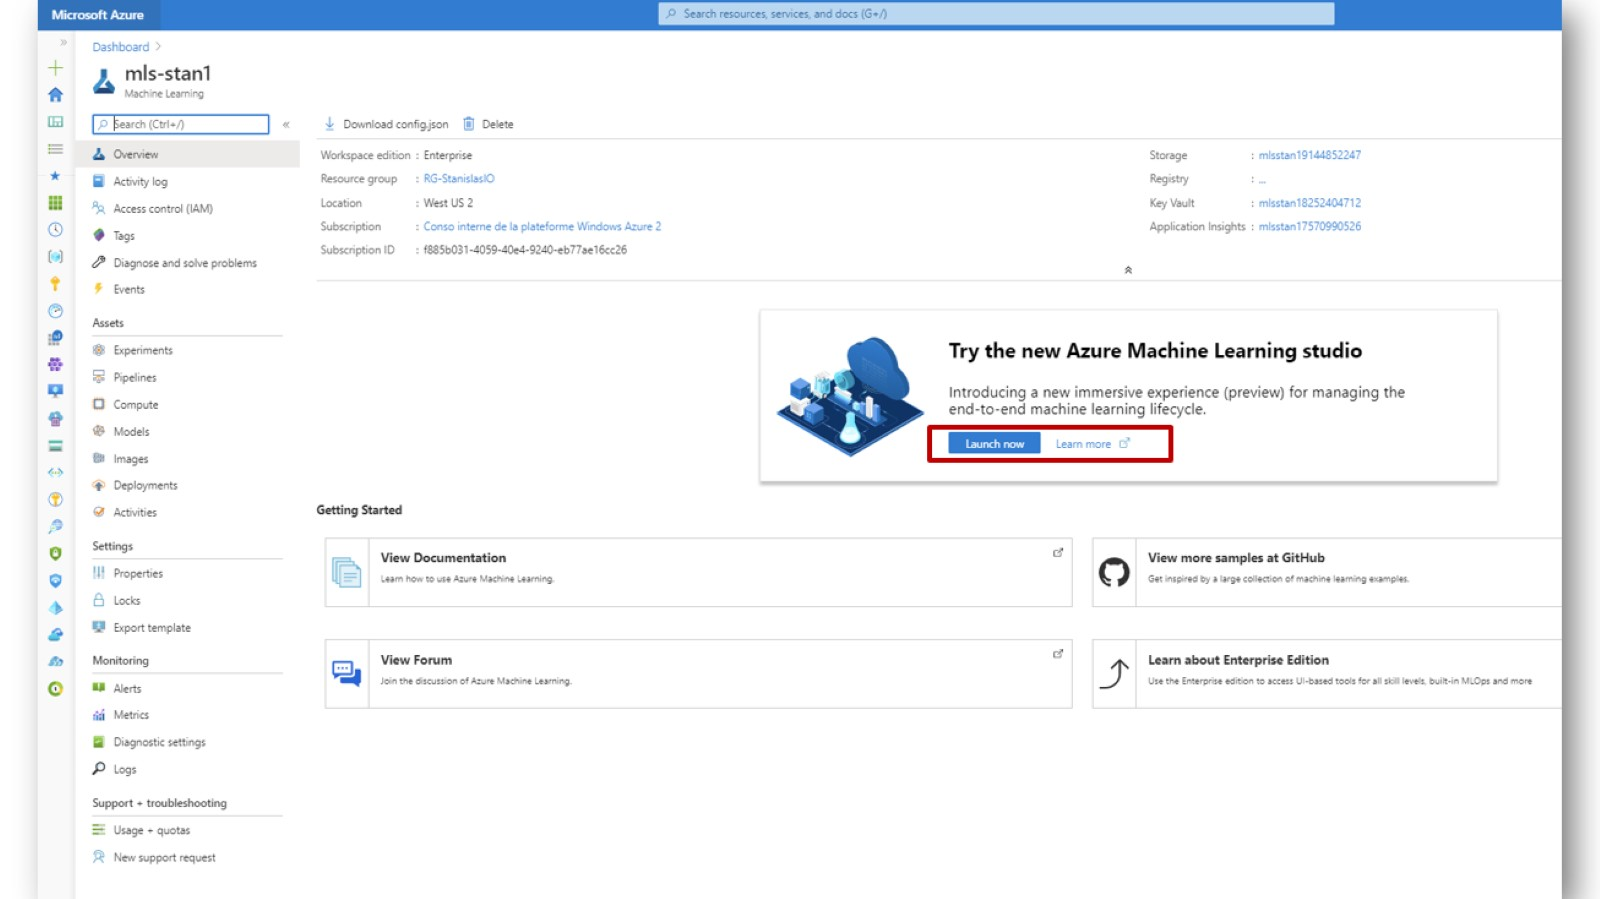 Microsoft Azure
Search resources, services, and docs (G+/)
Dashboard
mls-stan1
Machine Learning
Search (Ctrl+/)
Overview
Activity log
Access control (IAM)
Tags
Diagnose and solve problems
Events
Assets
Experiments
Pipelines
Compute
Models
Images
Deployments
Activities
Settings
Properties
Locks
Export template
Monitoring
Alerts
Metrics
Diagnostic settings
Logs
Support + troubleshooting
Usage + quotas
New support request
Download config.json Delete
Workspace edition : Enterprise
Resource group : RG-StanislasIO
Location : West US 2
Subscription : Conso interne de la plateforme Windows Azure 2
Subscription ID : f885b031-4059-40e4-9240-eb77ae16cc26
Storage : mlsstan19144852247
Registry : ...
Key Vault : mlsstan18252404712
Application Insights : mlsstan17570990526
Try the new Azure Machine Learning studio
Introducing a new immersive experience (preview) for managing the
end-to-end machine learning lifecycle.
Launch now Learn more
Getting Started
View Documentation
Learn how to use Azure Machine Learning.
View more samples at GitHub
Get inspired by a large collection of machine learning examples.
View Forum
Join the discussion of Azure Machine Learning.
Learn about Enterprise Edition
Use the Enterprise edition to access UI-based tools for all skill levels, built-in MLOps and more